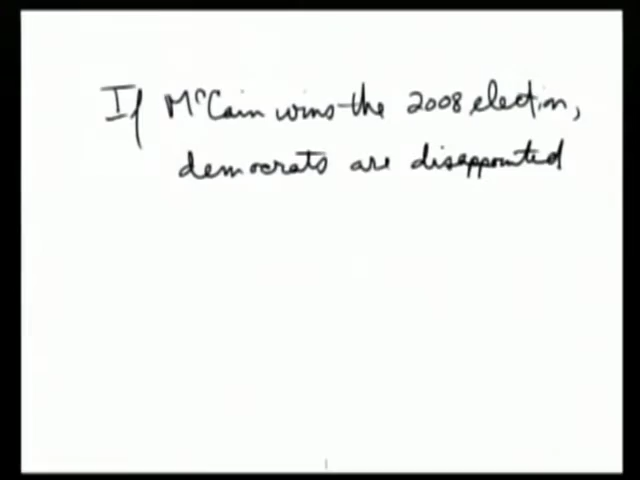 If McCain wins the 2008 election,
democrats are disappointed